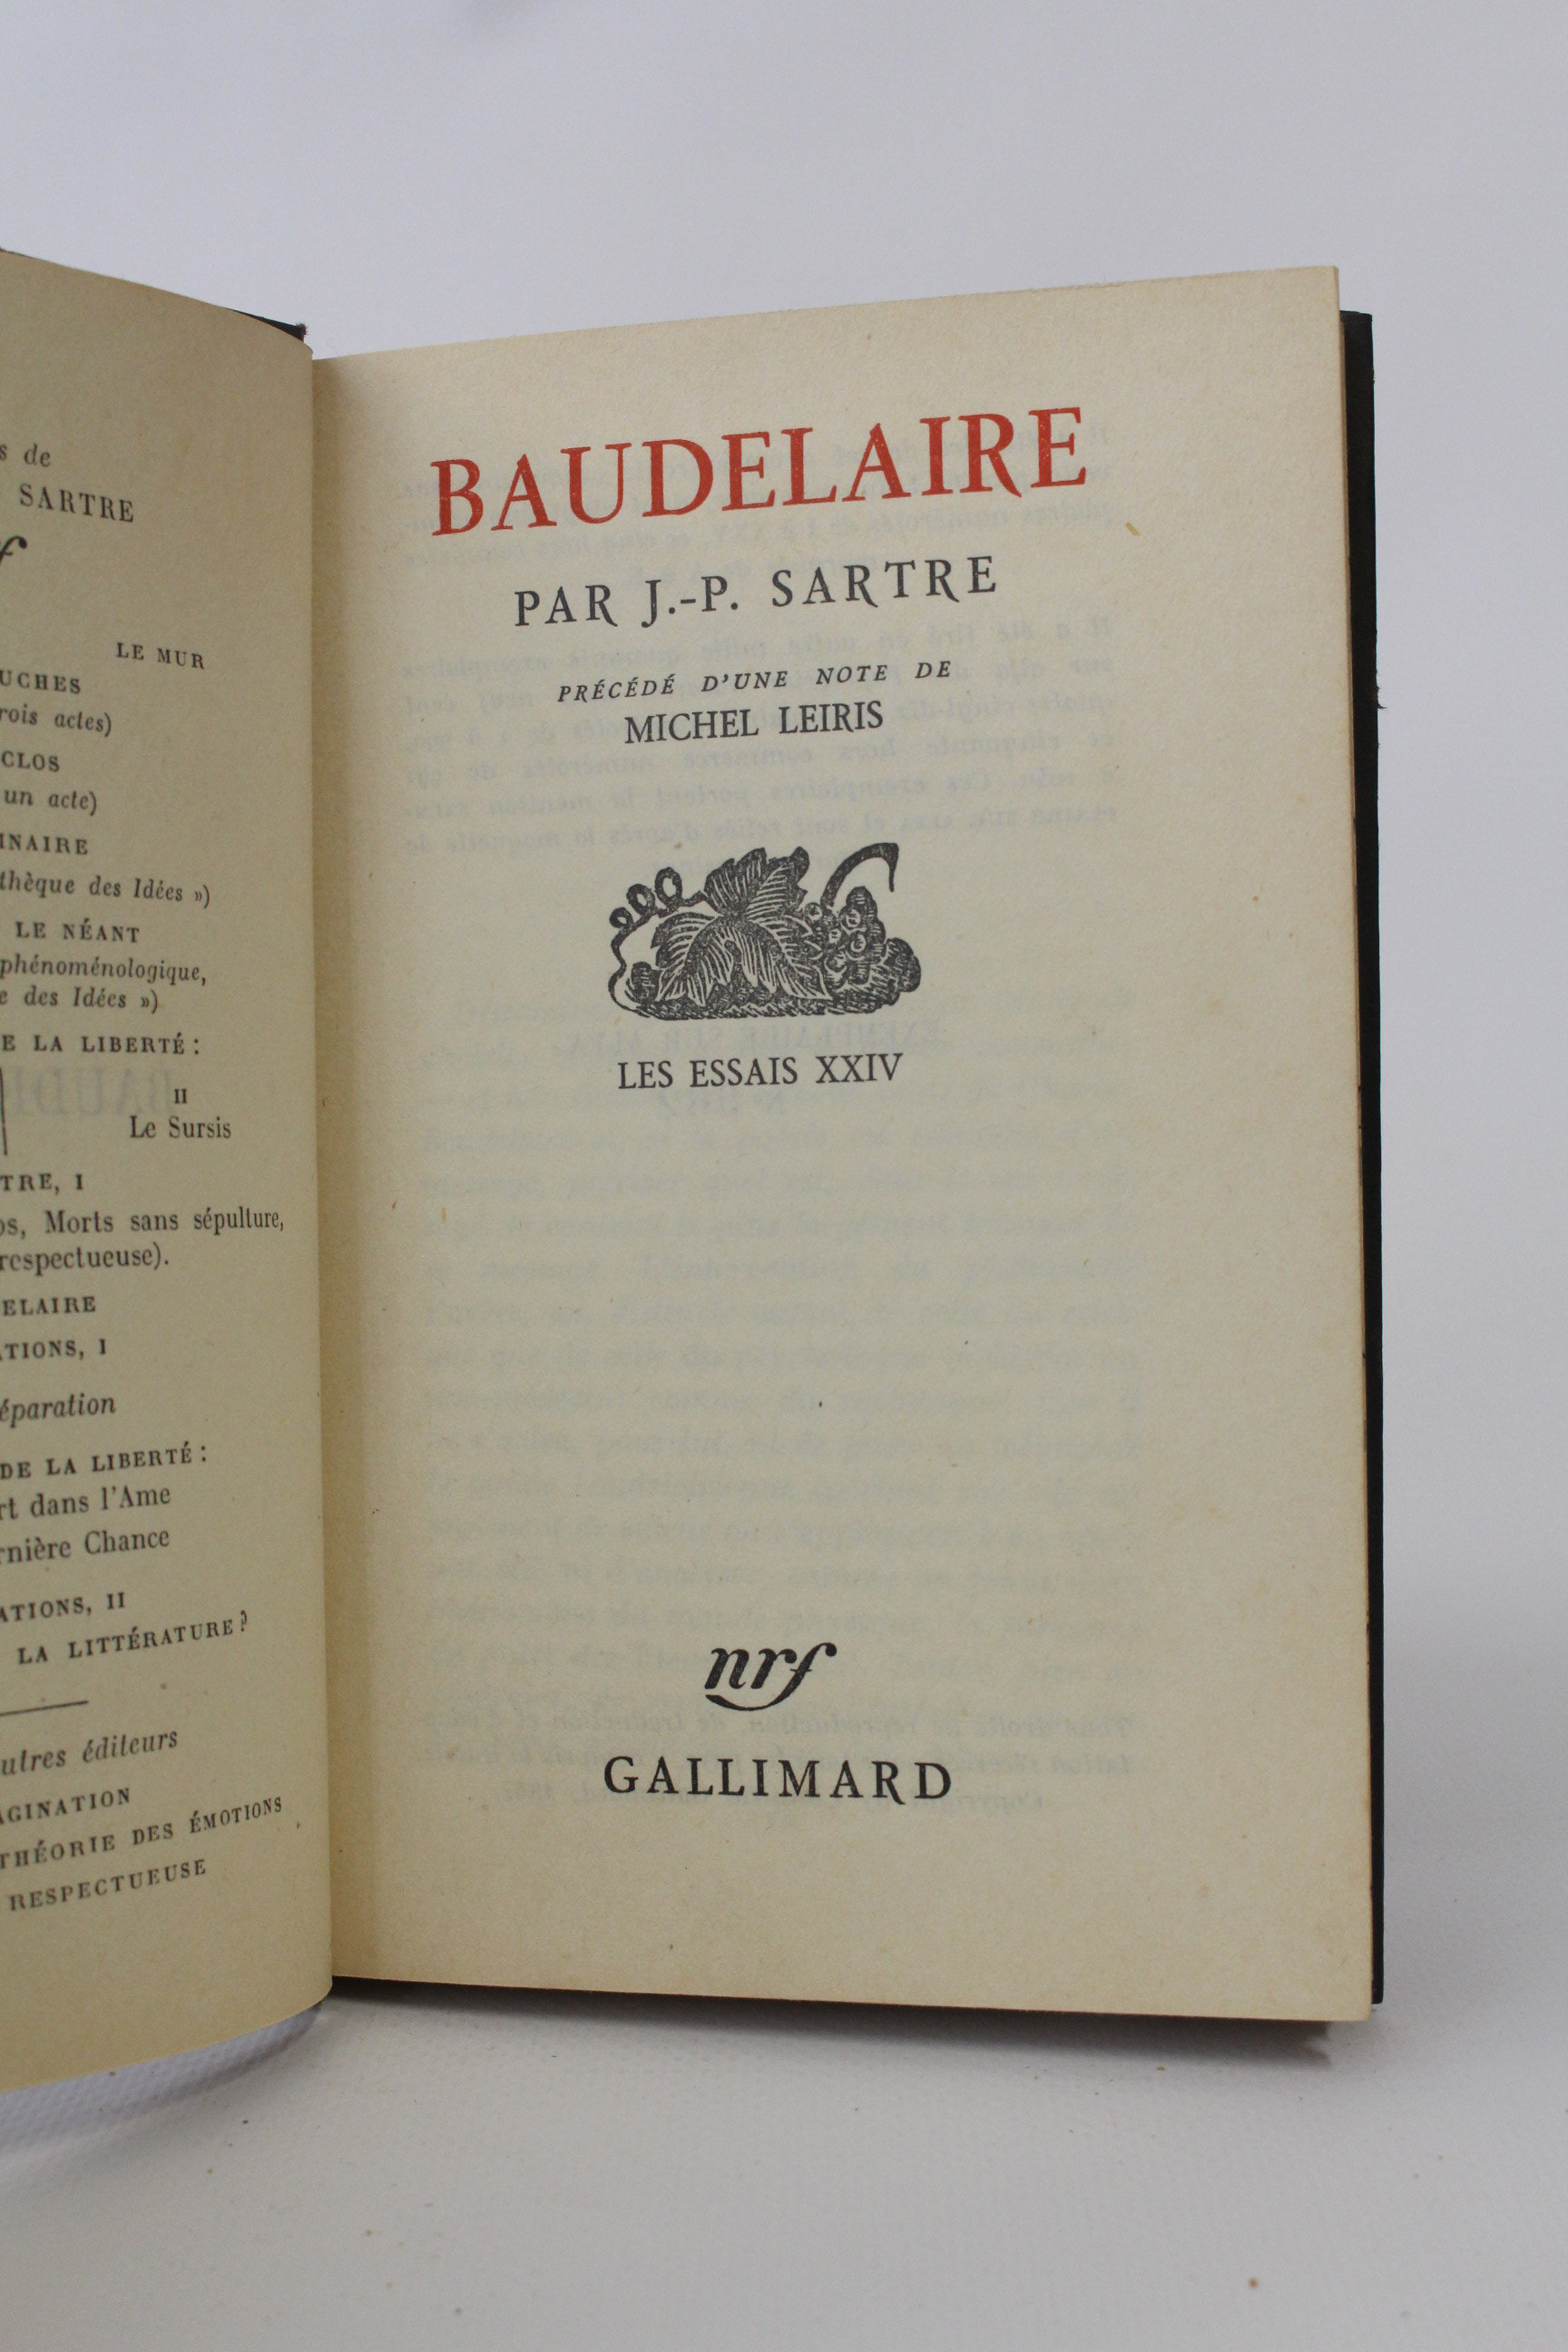 s de
SARTRE
f
LE MUR
UCHES
rois actes)
CLOS
un acte)
INAIRE
thèque des Idées »)
LE NÉANT
phénoménologique,
e des Idées »)
E LA LIBERTÉ :
II
Le Sursis
TRE, I
os, Morts sans sépulture,
respectueuse).
ELAIRE
ATIONS, I
éparation
DE LA LIBERTÉ :
rt dans l'Ame
rnière Chance
ATIONS, II
LA LITTÉRATURE ?
utres éditeurs
AGINATION
THÉORIE DES ÉMOTIONS
RESPECTUEUSE
BAUDELAIRE
PAR J.-P. SARTRE
PRÉCÉDÉ D'UNE NOTE DE
MICHEL LEIRIS
LES ESSAIS XXIV
nrf
GALLIMARD